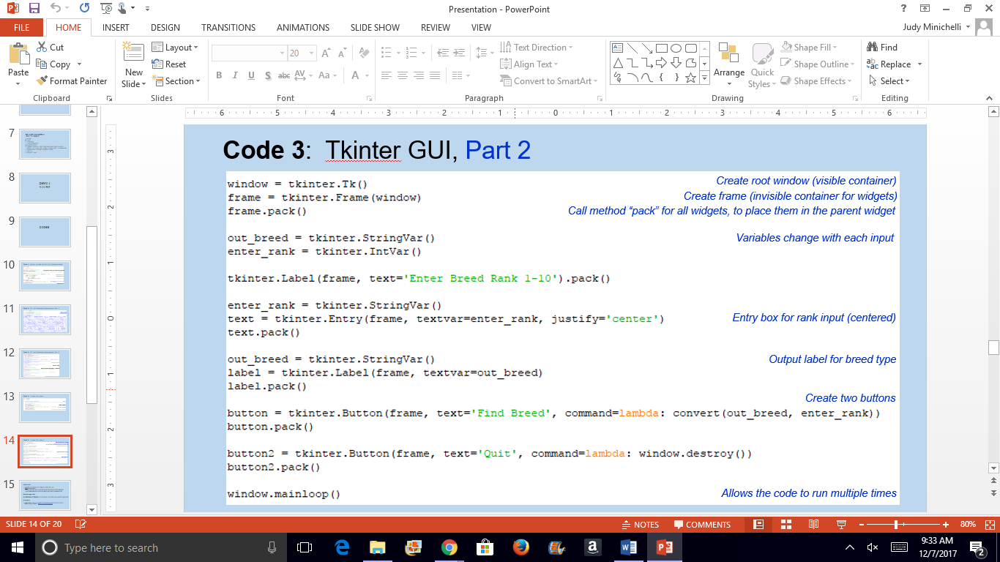 Presentation - PowerPoint
FILE HOME INSERT DESIGN TRANSITIONS ANIMATIONS SLIDE SHOW REVIEW VIEW
Judy Minichelli
Paste
Cut
Copy
Format Painter
Clipboard
New
Slide
Layout
Reset
Section
Slides
20
B I U S abc AV Aa A
Font
Text Direction
Align Text
Convert to SmartArt
Paragraph
Arrange
Quick
Styles
Shape Fill
Shape Outline
Shape Effects
Drawing
Find
Replace
Select
Editing
6 5 4 3 2 1 0 1 2 3 4 5 6
3
2
1
0
1
2
3
7
8
9
10
11
12
13
14
15
Code 3: Tkinter GUI, Part 2
window = tkinter.Tk() Create root window (visible container)
frame = tkinter.Frame(window) Create frame (invisible container for widgets)
frame.pack() Call method “pack” for all widgets, to place them in the parent widget
out_breed = tkinter.StringVar() Variables change with each input
enter_rank = tkinter.IntVar()
tkinter.Label(frame, text='Enter Breed Rank 1-10').pack()
enter_rank = tkinter.StringVar()
text = tkinter.Entry(frame, textvar=enter_rank, justify='center') Entry box for rank input (centered)
text.pack()
out_breed = tkinter.StringVar() Output label for breed type
label = tkinter.Label(frame, textvar=out_breed)
label.pack()
Create two buttons
button = tkinter.Button(frame, text='Find Breed', command=lambda: convert(out_breed, enter_rank))
button.pack()
button2 = tkinter.Button(frame, text='Quit', command=lambda: window.destroy())
button2.pack()
window.mainloop() Allows the code to run multiple times
SLIDE 14 OF 20
NOTES COMMENTS
80%
Type here to search
9:33 AM
12/7/2017
2